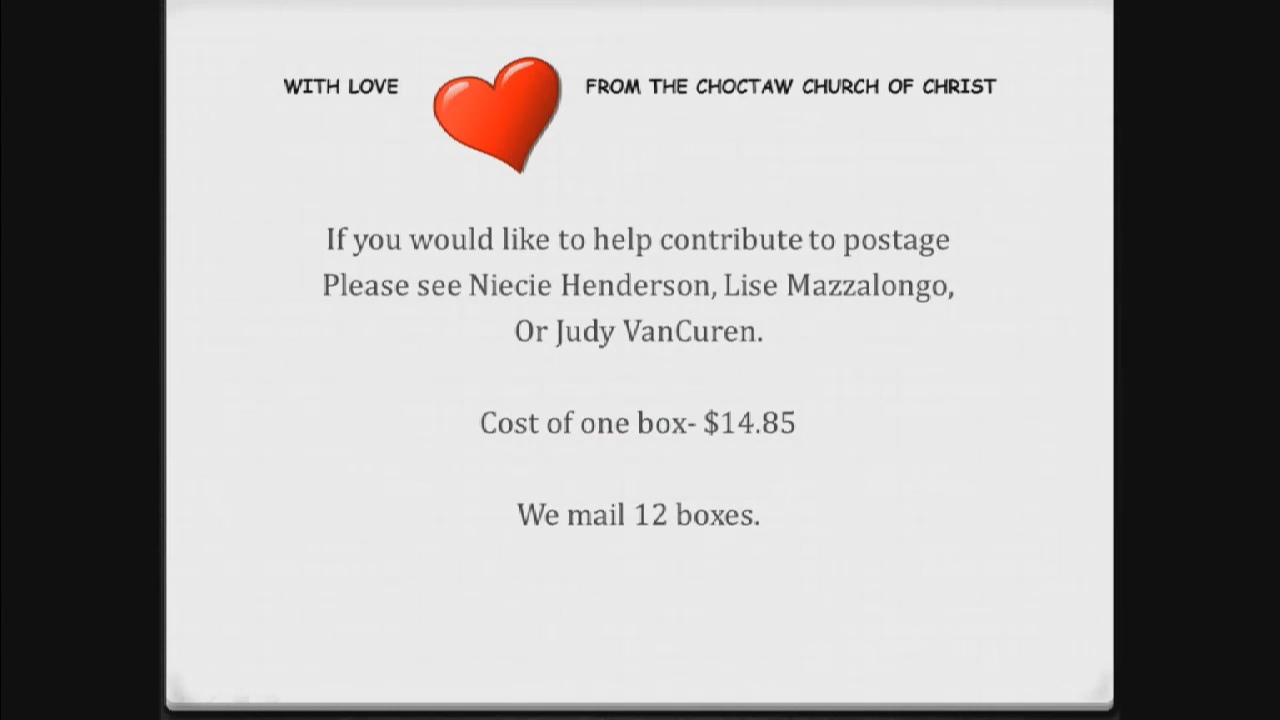 WITH LOVE FROM THE CHOCTAW CHURCH OF CHRIST
If you would like to help contribute to postage
Please see Niecie Henderson, Lise Mazzalongo,
Or Judy VanCuren.
Cost of one box- $14.85
We mail 12 boxes.